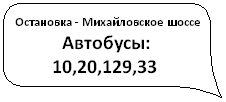 Остановка - Михайловское шоссе
Автобусы:
10,20,129,33